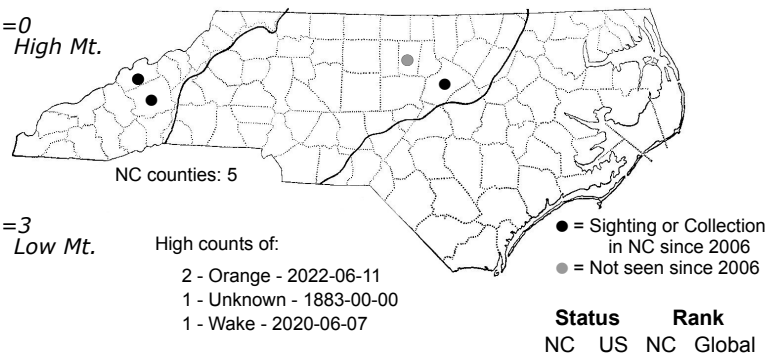 =0
High Mt.
NC counties: 5
=3
Low Mt.
High counts of:
2 - Orange - 2022-06-11
1 - Unknown - 1883-00-00
1 - Wake - 2020-06-07
● = Sighting or Collection
in NC since 2006
● = Not seen since 2006
Status Rank
NC US NC Global